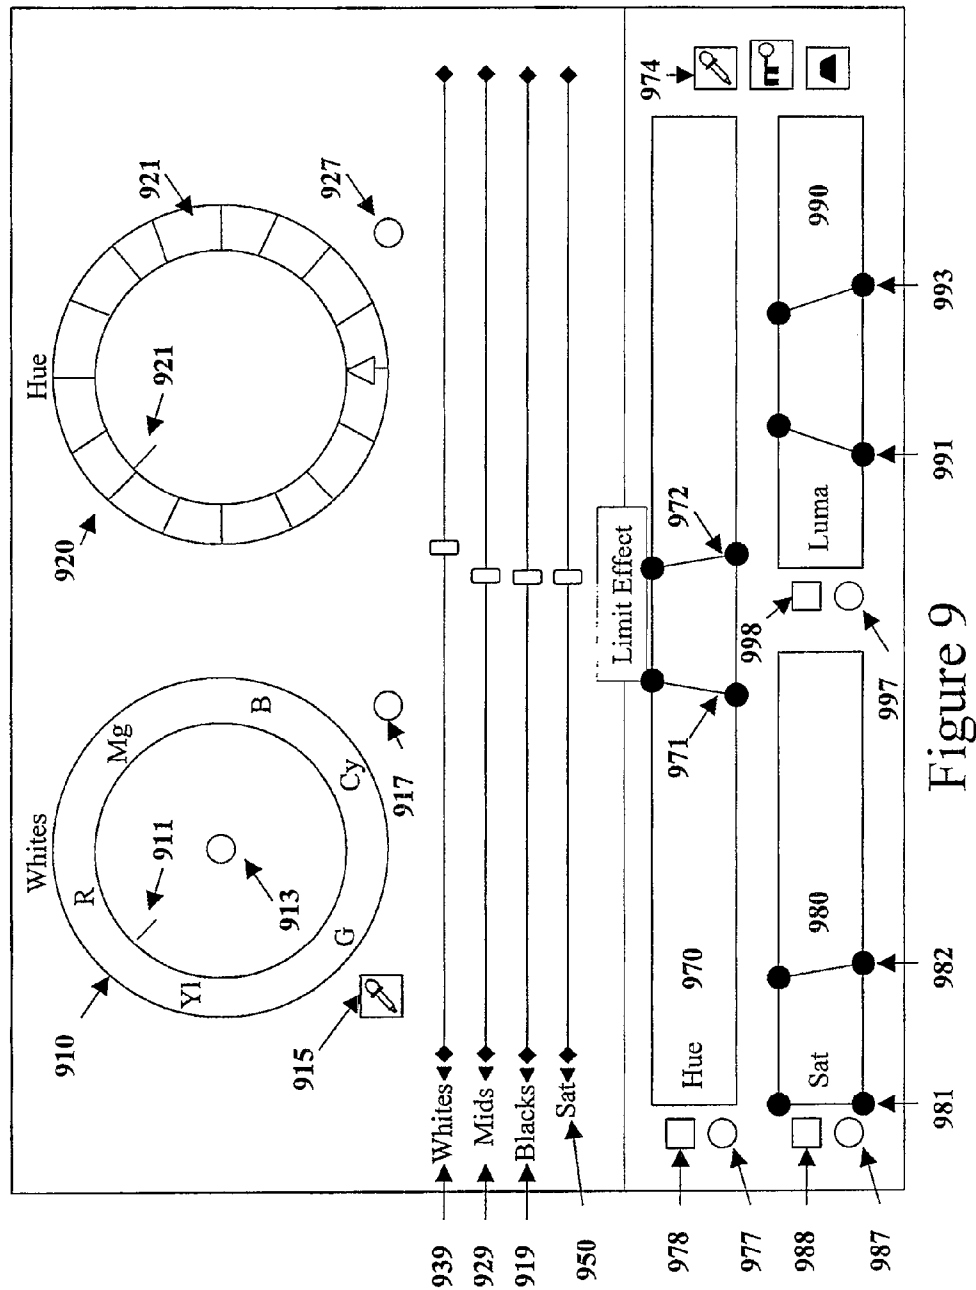 Whites
Hue
910
R
Mg
911
Yl
B
913
G
Cy
915
917
920
921
921
927
939
Whites
929
Mids
919
Blacks
950
Sat
Limit Effect
974
978
977
Hue
970
971
972
988
987
Sat
980
981
982
998
997
Luma
990
991
993
Figure 9